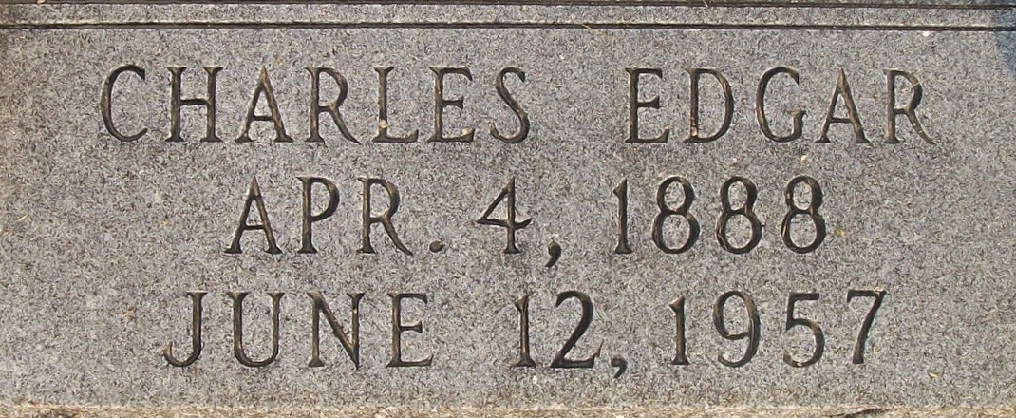 CHARLES EDGAR
APR. 4, 1888
JUNE 12, 1957